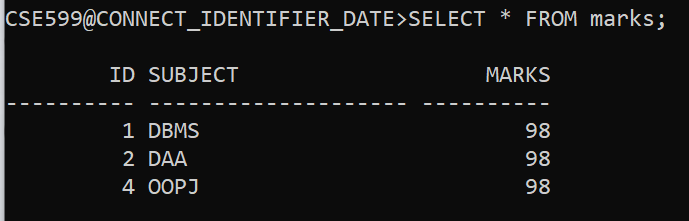 CSE599@CONNECT_IDENTIFIER_DATE>SELECT * FROM marks;
ID SUBJECT MARKS
---------- -------------------- ----------
1 DBMS 98
2 DAA 98
4 OOPJ 98